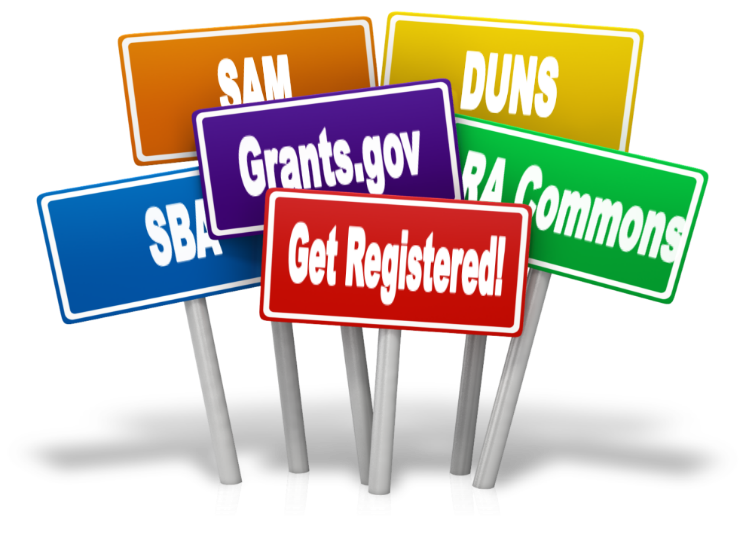 SAM
DUNS
Grants.gov
RA Commons
SBA
Get Registered!